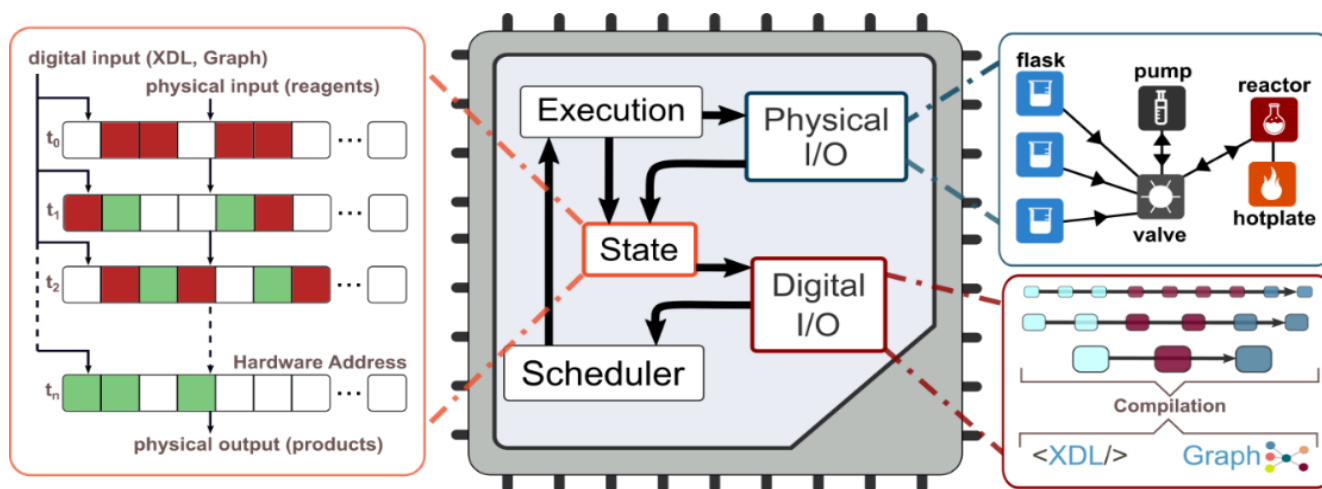 digital input (XDL, Graph)
physical input (reagents)
t0
...
t1
...
t2
...
Hardware Address
tn
...
physical output (products)
Execution
Physical
I/O
State
Digital
I/O
Scheduler
flask
pump
reactor
valve
hotplate
Compilation
<XDL/>
Graph